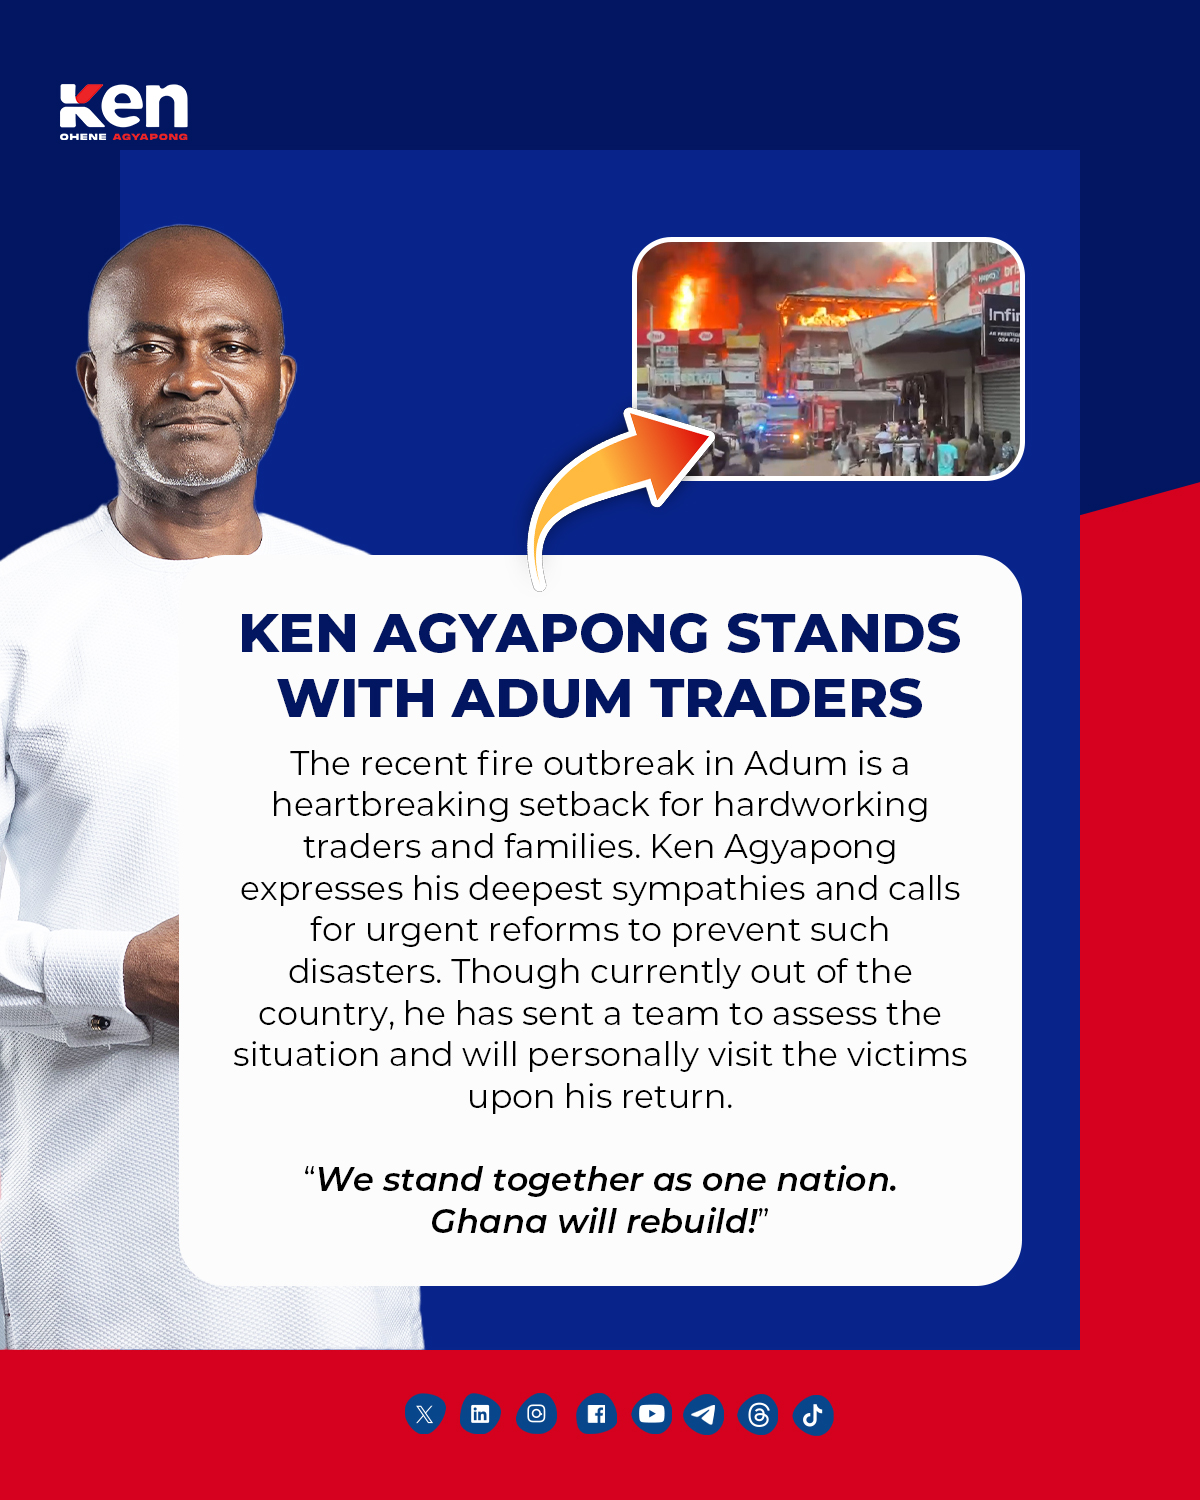 Ken
OHENE AGYAPONG
Infin
KEN AGYAPONG STANDS
WITH ADUM TRADERS
The recent fire outbreak in Adum is a
heartbreaking setback for hardworking
traders and families. Ken Agyapong
expresses his deepest sympathies and calls
for urgent reforms to prevent such
disasters. Though currently out of the
country, he has sent a team to assess the
situation and will personally visit the victims
upon his return.
“We stand together as one nation.
Ghana will rebuild!”